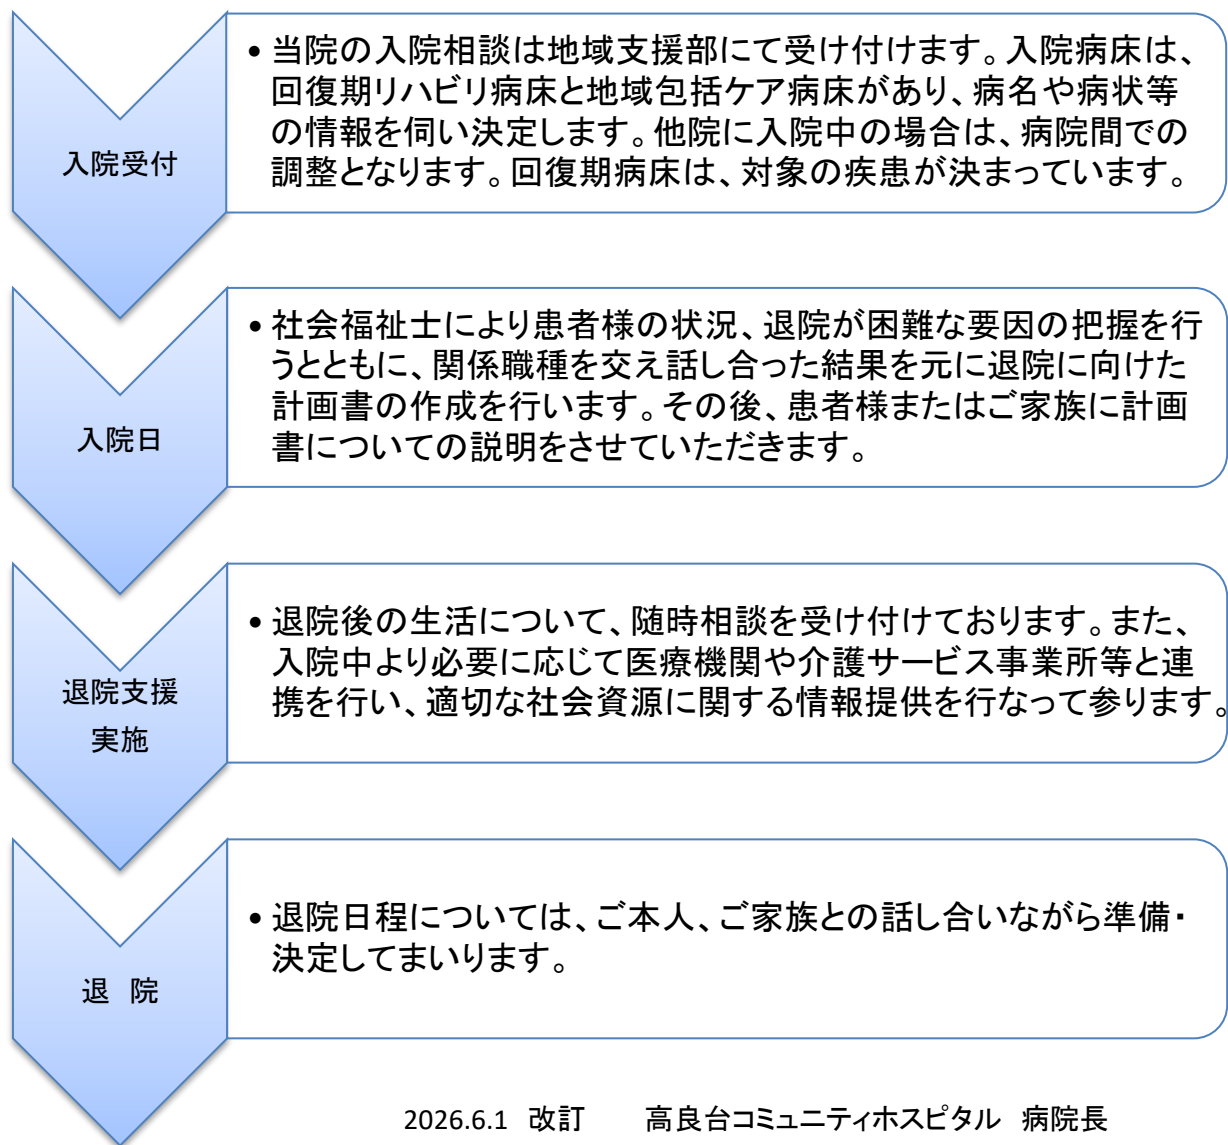 入院受付
•当院の入院相談は地域支援部にて受け付けます。入院病床は、
回復期リハビリ病床と地域包括ケア病床があり、病名や病状等
の情報を伺い決定します。他院に入院中の場合は、病院間での
調整となります。回復期病床は、対象の疾患が決まっています。
入院日
•社会福祉士により患者様の状況、退院が困難な要因の把握を行
うとともに、関係職種を交え話し合った結果を元に退院に向けた
計画書の作成を行います。その後、患者様またはご家族に計画
書についての説明をさせていただきます。
退院支援
実施
•退院後の生活について、随時相談を受け付けております。また、
入院中より必要に応じて医療機関や介護サービス事業所等と連
携を行い、適切な社会資源に関する情報提供を行なって参ります。
退　院
•退院日程については、ご本人、ご家族との話し合いながら準備・
決定してまいります。
2026.6.1 改訂　　高良台コミュニティホスピタル 病院長